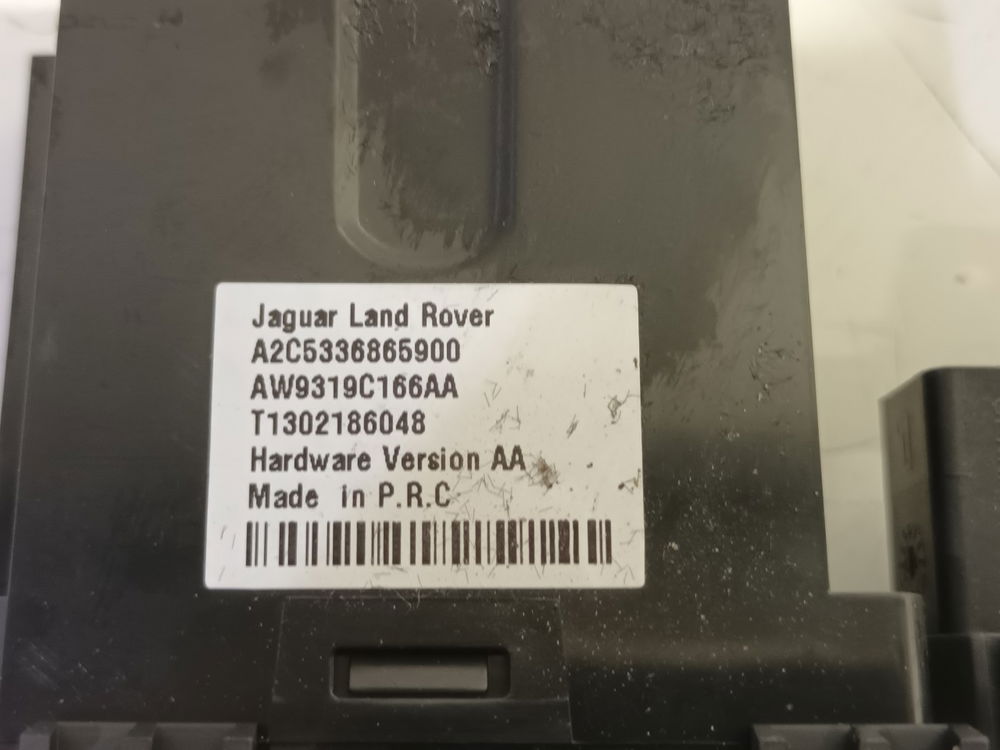 Jaguar Land Rover
A2C5336865900
AW9319C166AA
T1302186048
Hardware Version AA
Made in P.R.C